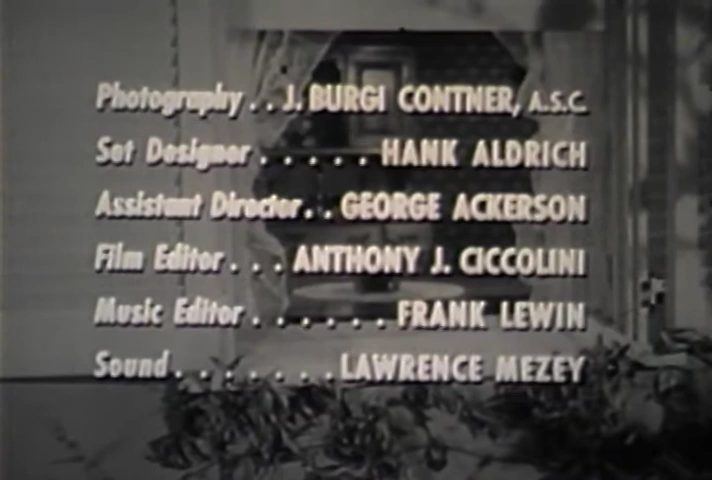 Photography . . J. BURGI CONTNER, A.S.C.
Set Designer . . . . . . HANK ALDRICH
Assistant Director . . GEORGE ACKERSON
Film Editor . . . ANTHONY J. CICCOLINI
Music Editor . . . . . . . FRANK LEWIN
Sound . . . . . . . LAWRENCE MEZEY